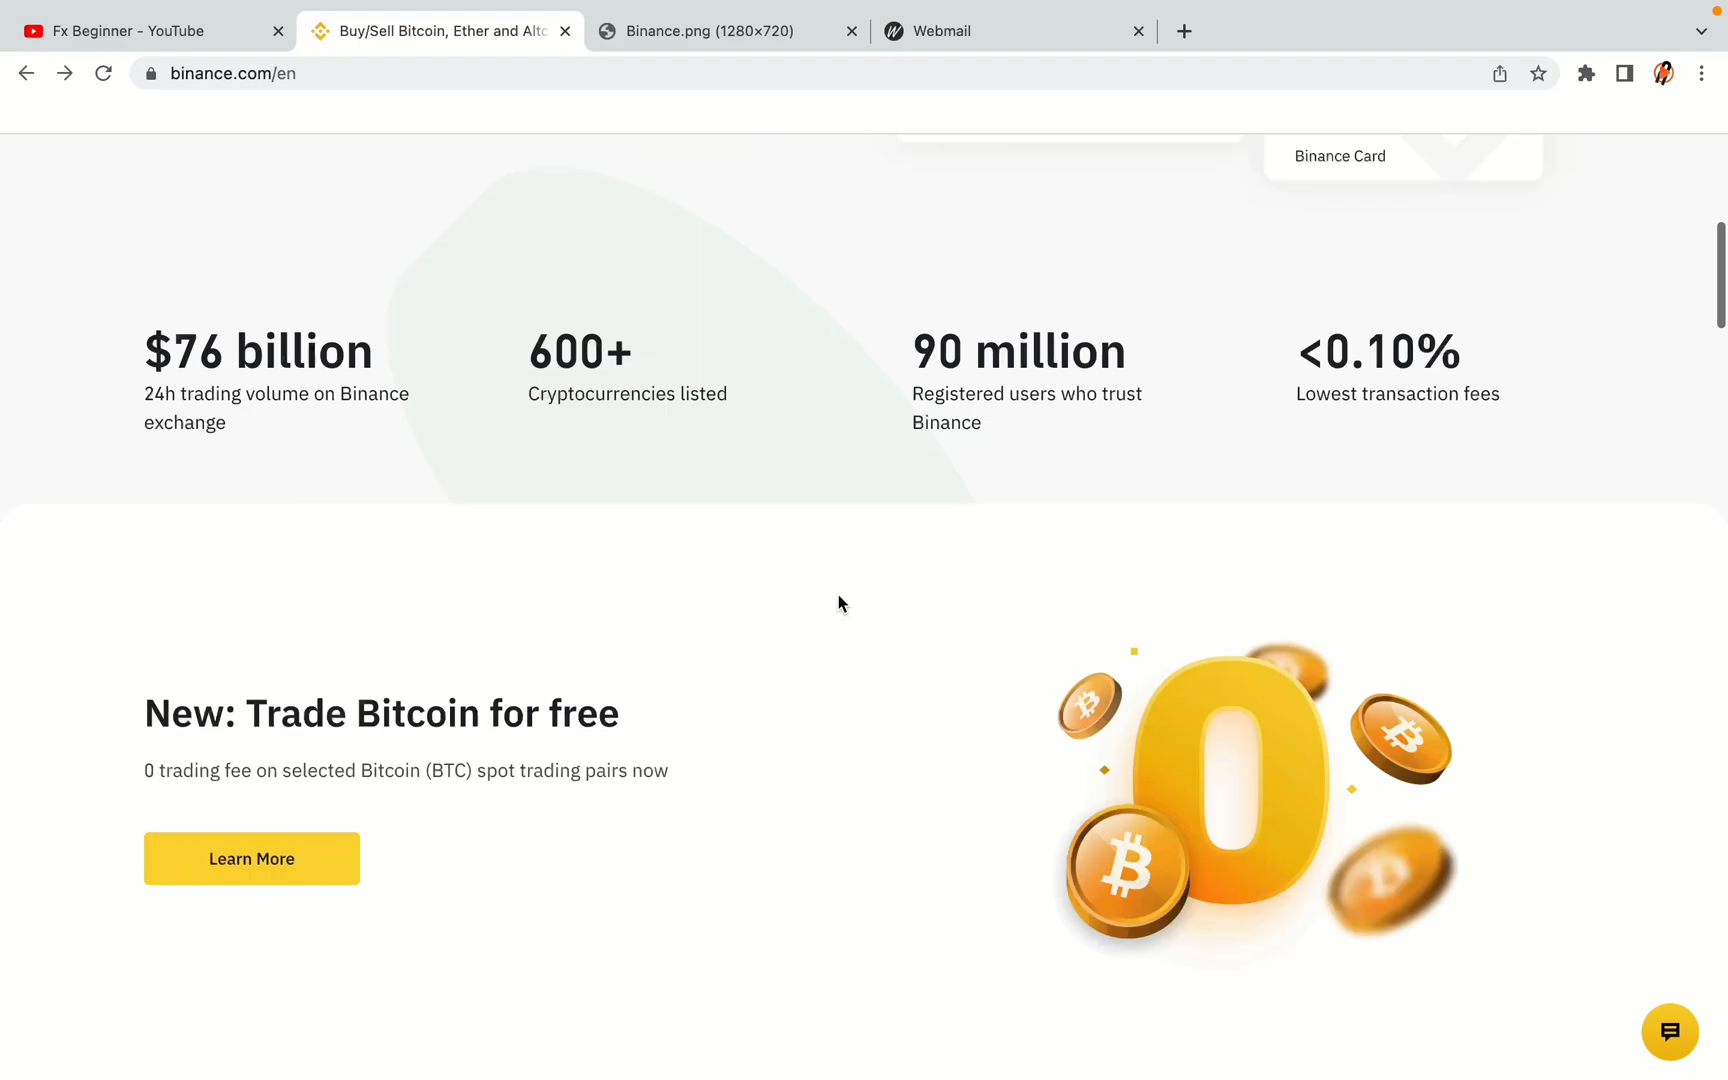 Fx Beginner - YouTube
Buy/Sell Bitcoin, Ether and Altc
Binance.png (1280×720)
Webmail
binance.com/en
Binance Card
$76 billion
24h trading volume on Binance
exchange
600+
Cryptocurrencies listed
90 million
Registered users who trust
Binance
<0.10%
Lowest transaction fees
New: Trade Bitcoin for free
0 trading fee on selected Bitcoin (BTC) spot trading pairs now
Learn More
0